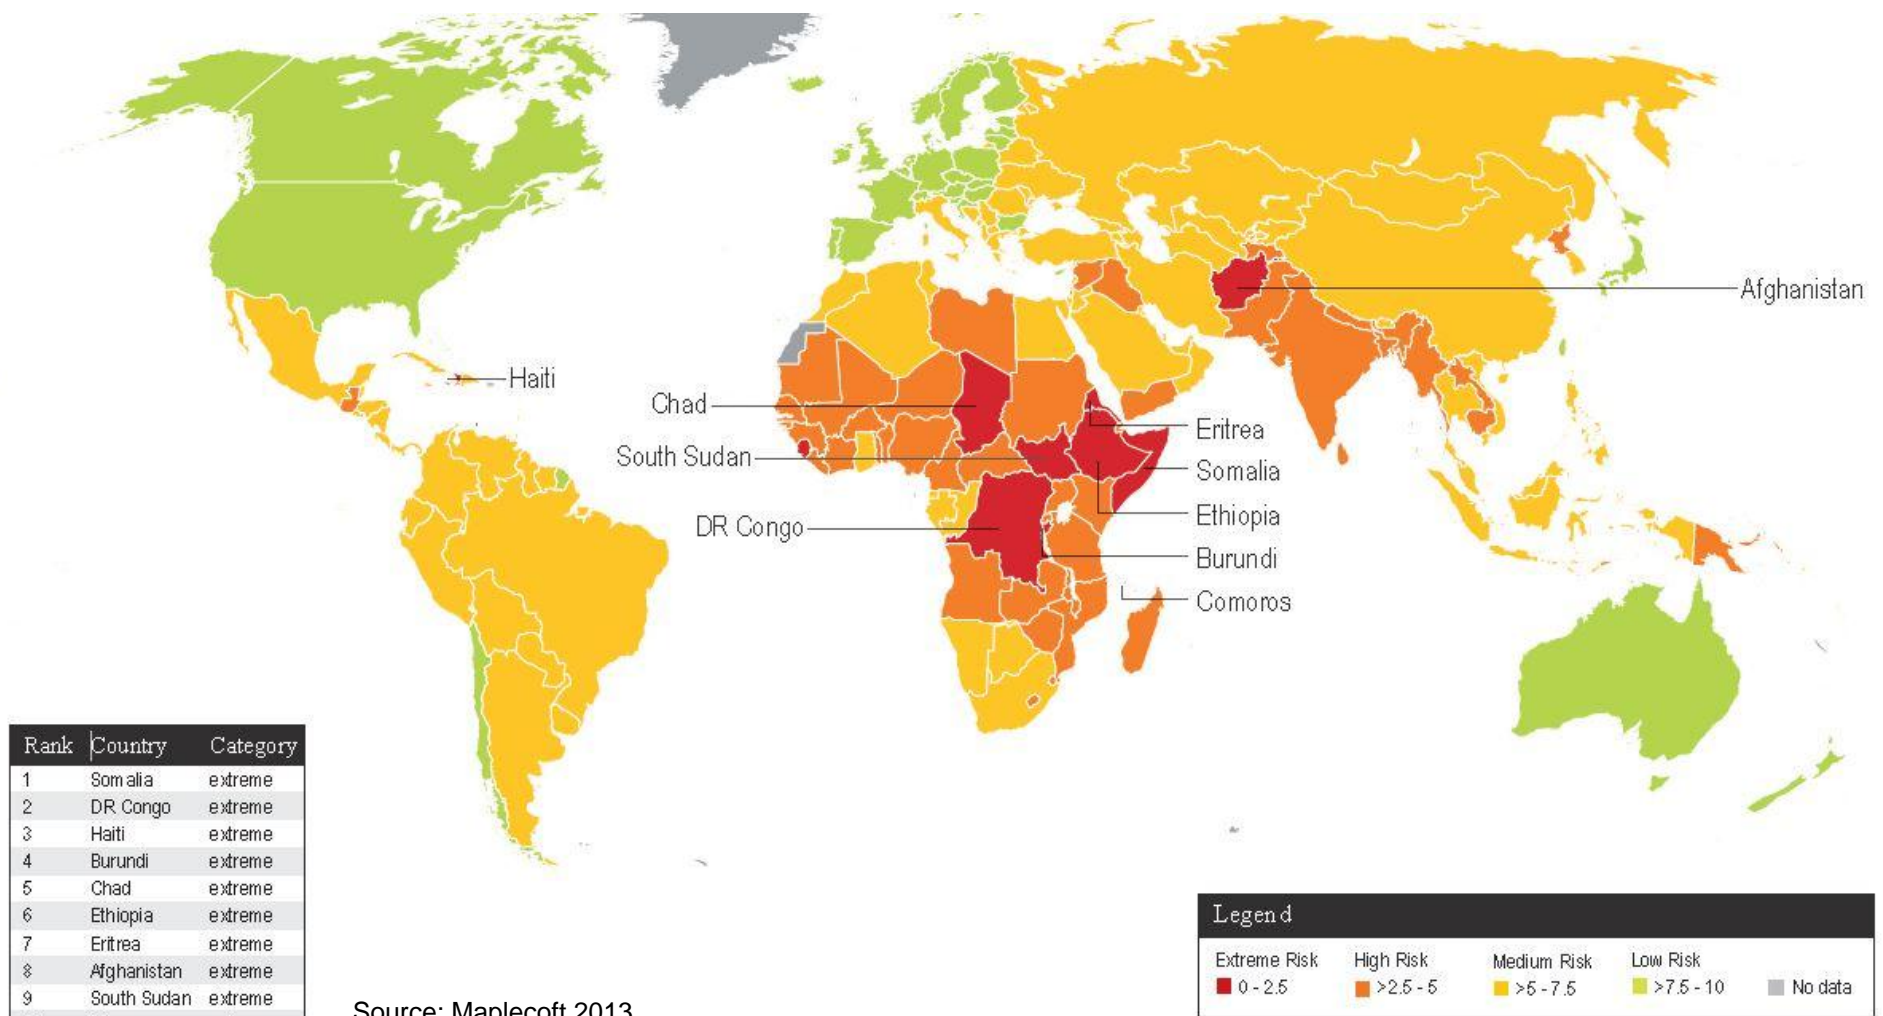 Afghanistan
Haiti
Chad
Eritrea
South Sudan
Somalia
Ethiopia
DR Congo
Burundi
Comoros
Rank Country Category
1 Somalia extreme
2 DR Congo extreme
3 Haiti extreme
4 Burundi extreme
5 Chad extreme
6 Ethiopia extreme
7 Eritrea extreme
8 Afghanistan extreme
9 South Sudan extreme
Source: Maplecoft 2013
Legend
Extreme Risk High Risk Medium Risk Low Risk
0 - 2.5 >2.5 - 5 >5 - 7.5 >7.5 - 10 No data